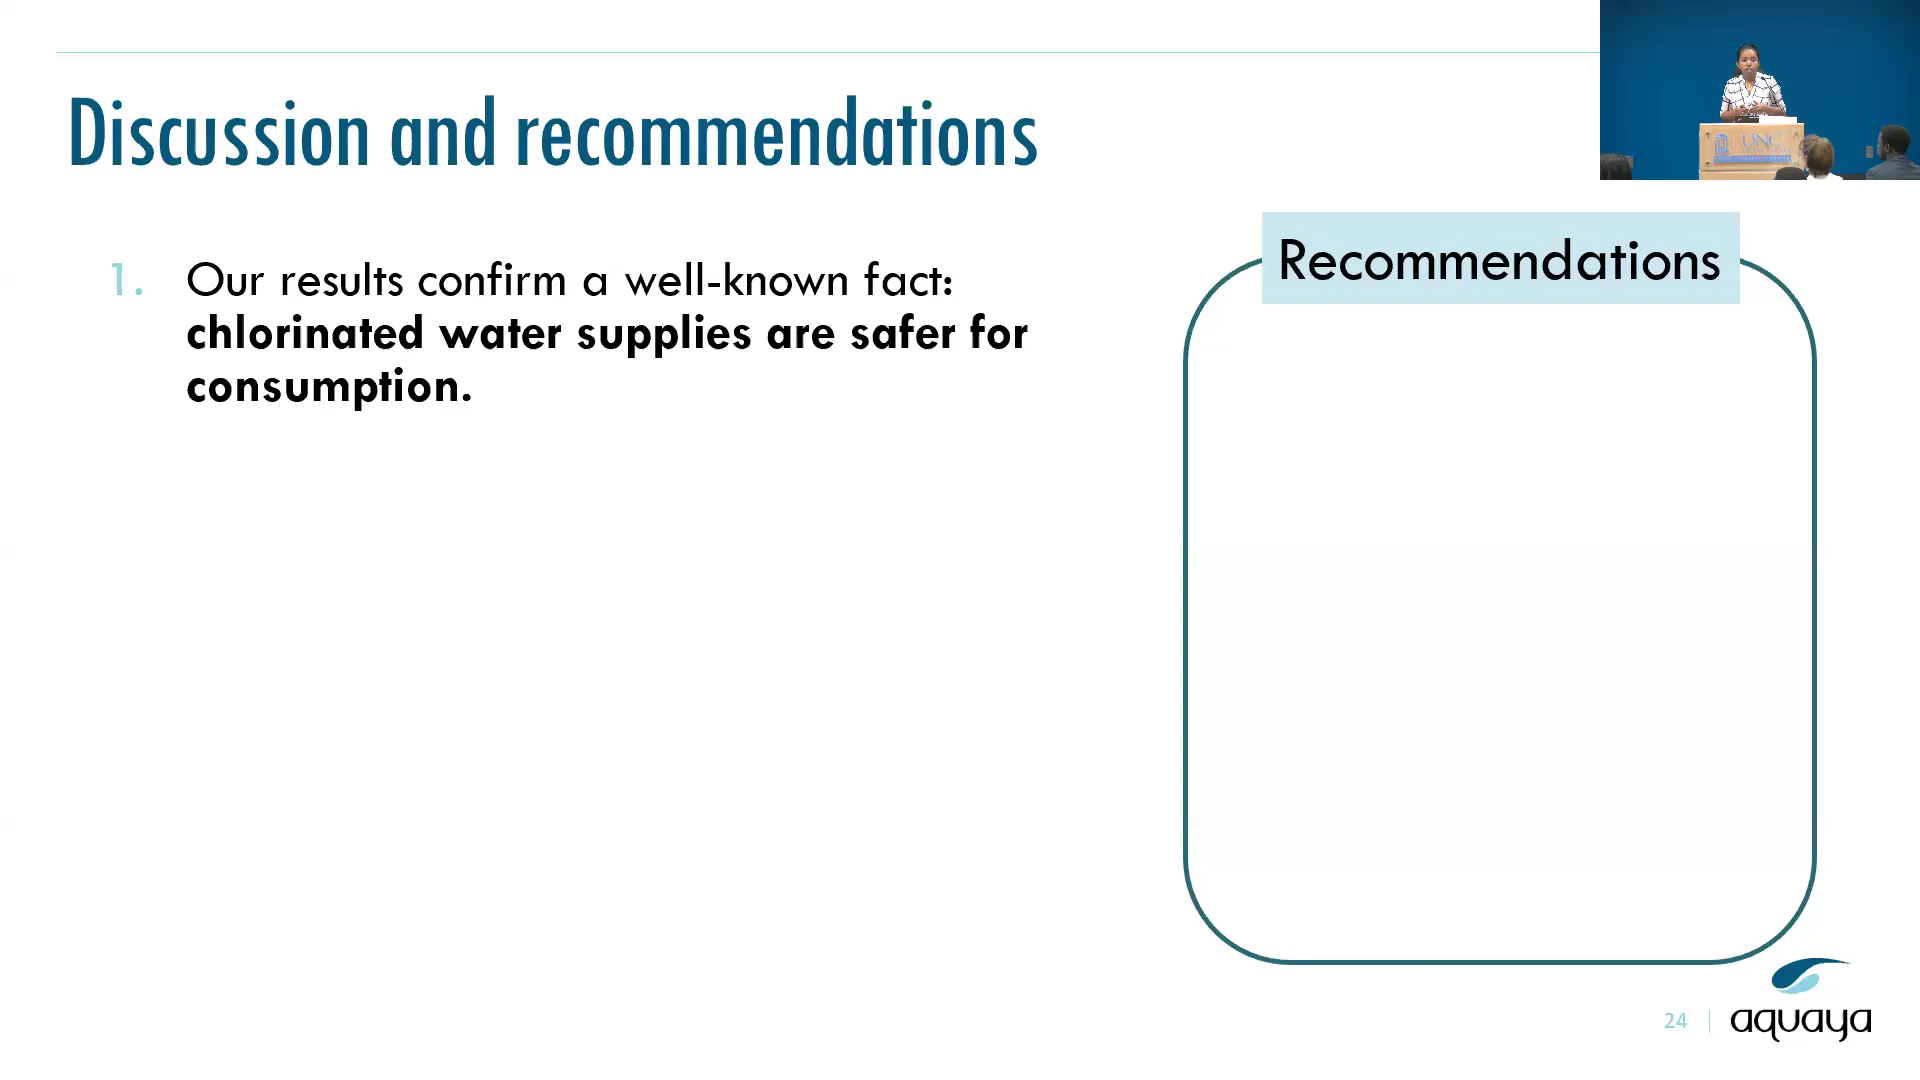 Discussion and recommendations
1. Our results confirm a well-known fact:
chlorinated water supplies are safer for
consumption.
Recommendations
UNC
24
aquaya